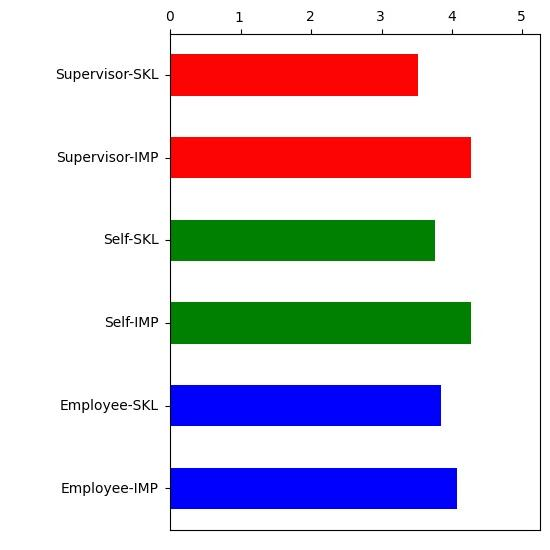 0 1 2 3 4 5
Supervisor-SKL
Supervisor-IMP
Self-SKL
Self-IMP
Employee-SKL
Employee-IMP